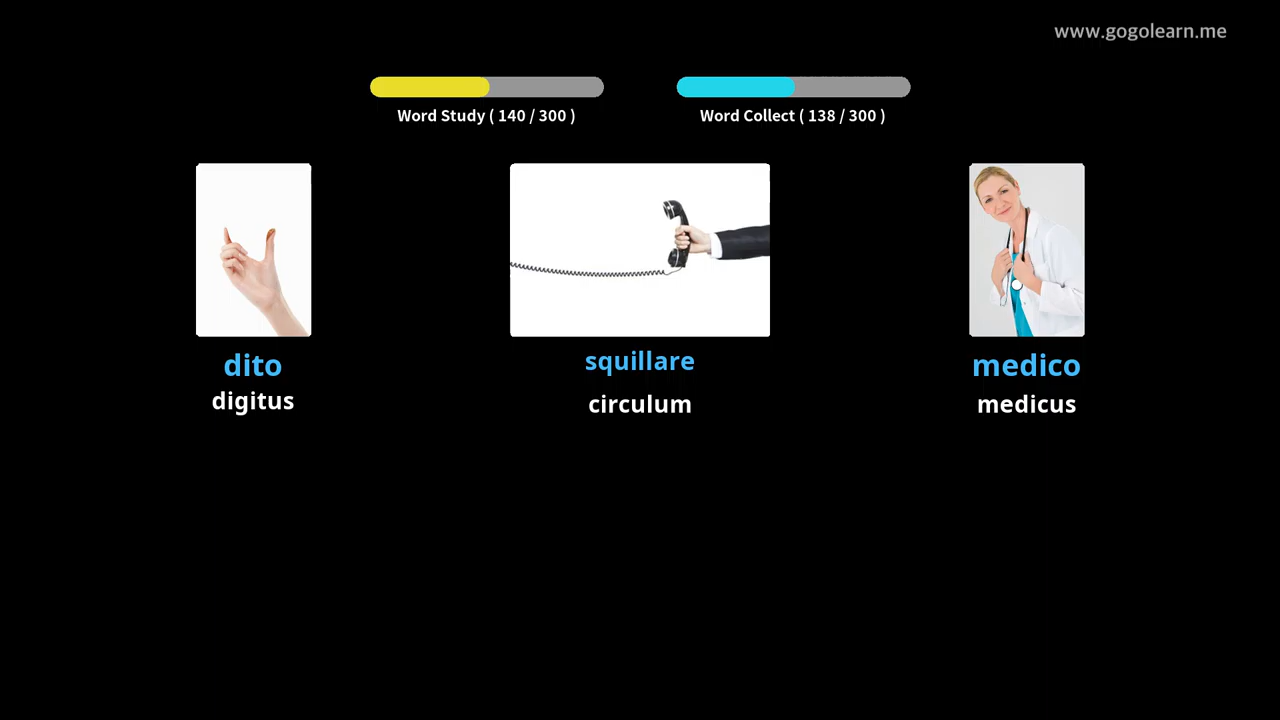 www.gogolearn.me
Word Study ( 140 / 300 )
Word Collect ( 138 / 300 )
dito
digitus
squillare
circulum
medico
medicus